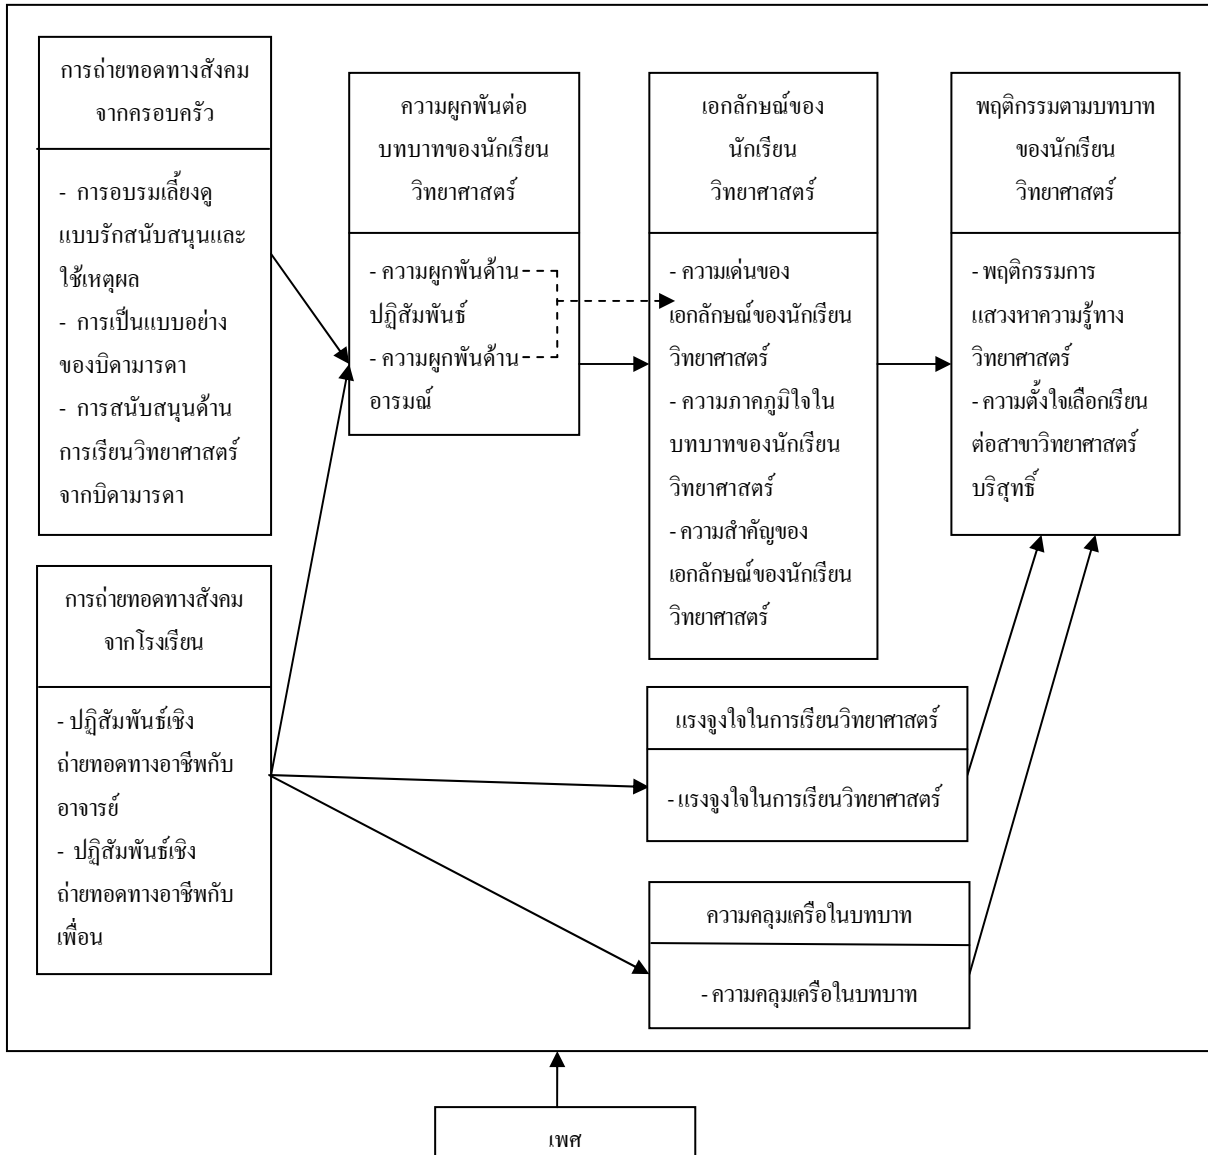 การถ่ายทอดทางสังคม
จากครอบครัว
- การอบรมเลี้ยงดู
แบบรักสนับสนุนและ
ใช้เหตุผล
- การเป็นแบบอย่าง
ของบิดามารดา
- การสนับสนุนด้าน
การเรียนวิทยาศาสตร์
จากบิดามารดา
การถ่ายทอดทางสังคม
จากโรงเรียน
- ปฏิสัมพันธ์เชิง
ถ่ายทอดทางอาชีพกับ
อาจารย์
- ปฏิสัมพันธ์เชิง
ถ่ายทอดทางอาชีพกับ
เพื่อน
ความผูกพันต่อ
บทบาทของนักเรียน
วิทยาศาสตร์
- ความผูกพันด้าน
ปฏิสัมพันธ์
- ความผูกพันด้าน
อารมณ์
เอกลักษณ์ของ
นักเรียน
วิทยาศาสตร์
- ความเด่นของ
เอกลักษณ์ของนักเรียน
วิทยาศาสตร์
- ความภาคภูมิใจใน
บทบาทของนักเรียน
วิทยาศาสตร์
- ความสำคัญของ
เอกลักษณ์ของนักเรียน
วิทยาศาสตร์
แรงจูงใจในการเรียนวิทยาศาสตร์
- แรงจูงใจในการเรียนวิทยาศาสตร์
ความคลุมเครือในบทบาท
- ความคลุมเครือในบทบาท
พฤติกรรมตามบทบาท
ของนักเรียน
วิทยาศาสตร์
- พฤติกรรมการ
แสวงหาความรู้ทาง
วิทยาศาสตร์
- ความตั้งใจเลือกเรียน
ต่อสาขาวิทยาศาสตร์
บริสุทธิ์
เพศ